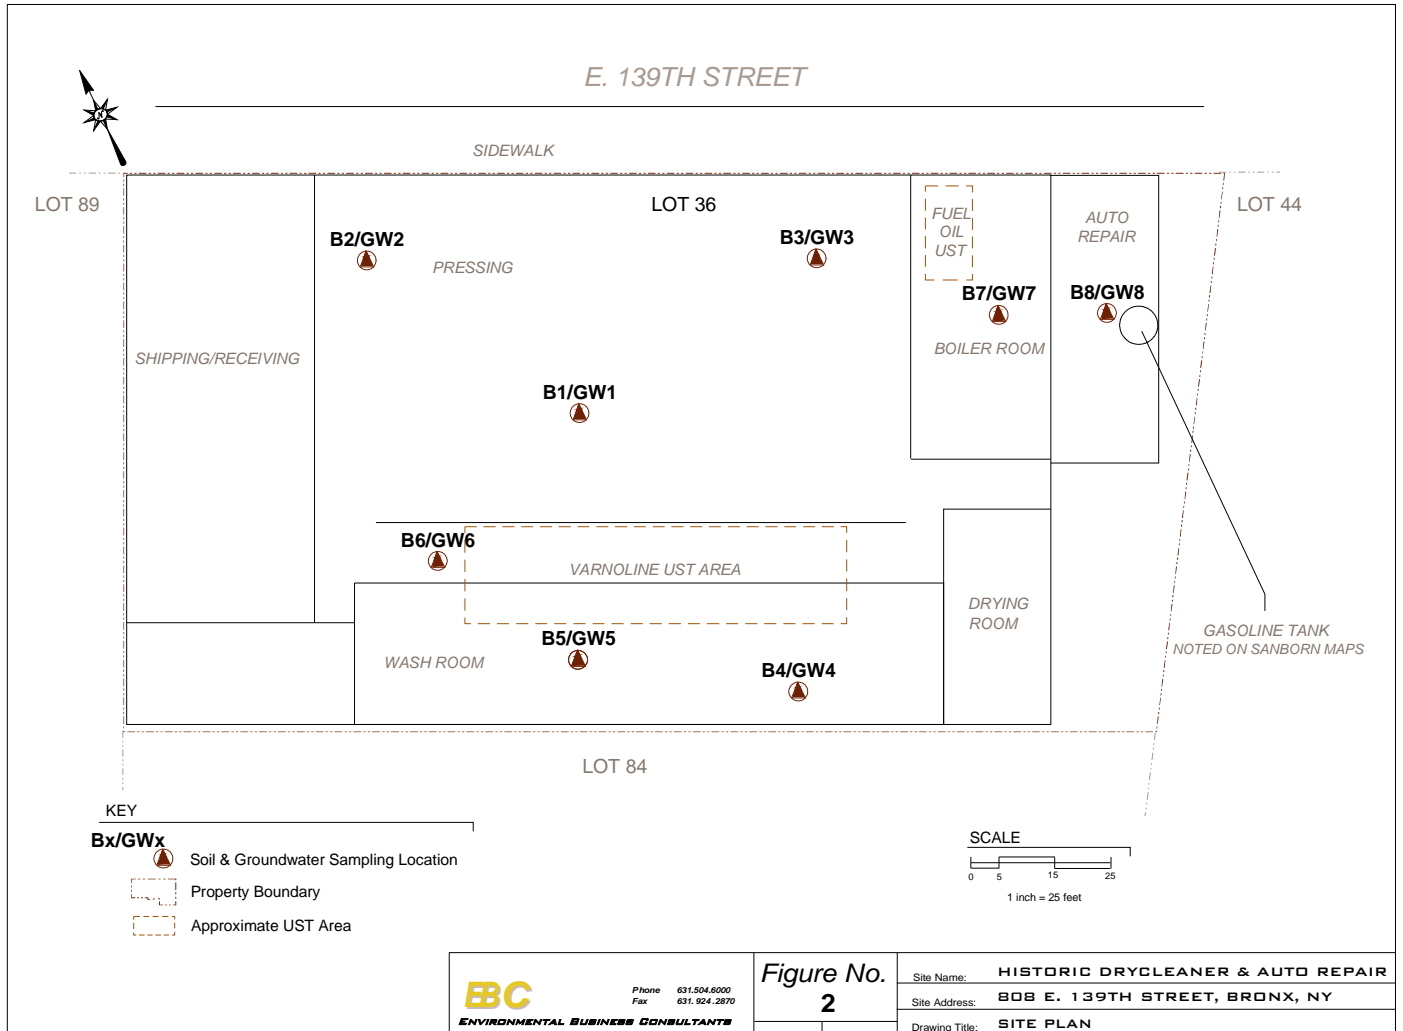 E. 139TH STREET
N
SIDEWALK
LOT 89
LOT 36
LOT 44
FUEL
OIL
UST
AUTO
REPAIR
B2/GW2
B3/GW3
PRESSING
B7/GW7
B8/GW8
SHIPPING/RECEIVING
BOILER ROOM
B1/GW1
B6/GW6
VARNOLINE UST AREA
DRYING
ROOM
B5/GW5
WASH ROOM
B4/GW4
GASOLINE TANK
NOTED ON SANBORN MAPS
LOT 84
KEY
Bx/GWx
Soil & Groundwater Sampling Location
Property Boundary
Approximate UST Area
SCALE
0 5 15 25
1 inch = 25 feet
EBC
Phone 631.504.6000
Fax 631.924.2870
ENVIRONMENTAL BUSINESS CONSULTANTS
Figure No.
2
Site Name: HISTORIC DRYCLEANER & AUTO REPAIR
Site Address: 808 E. 139TH STREET, BRONX, NY
Drawing Title: SITE PLAN